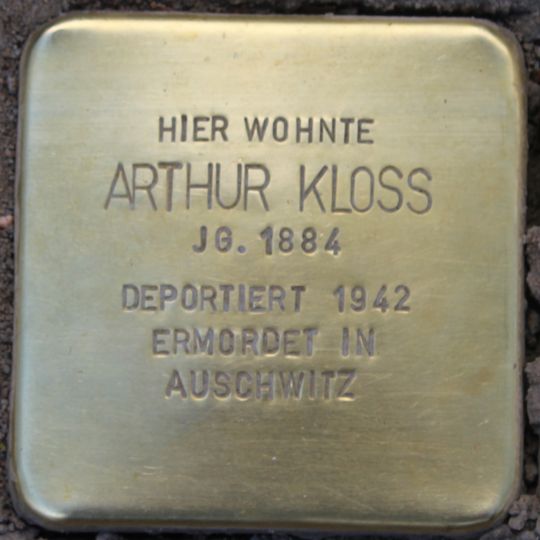 HIER WOHNTE
ARTHUR KLOSS
JG. 1884
DEPORTIERT 1942
ERMORDET IN
AUSCHWITZ